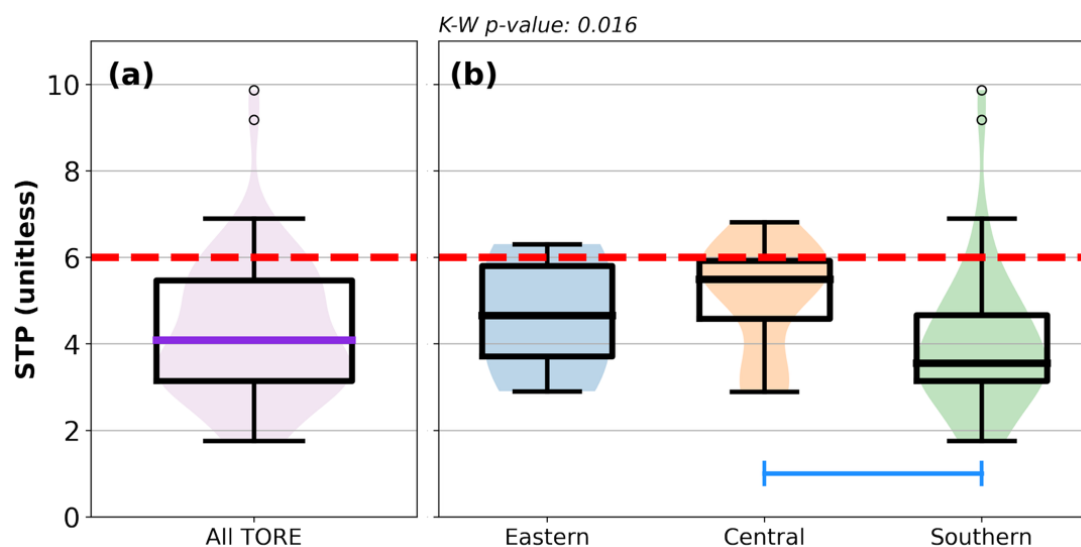 K-W p-value: 0.016
(a)
(b)
STP (unitless)
10
8
6
4
2
0
All TORE
Eastern
Central
Southern